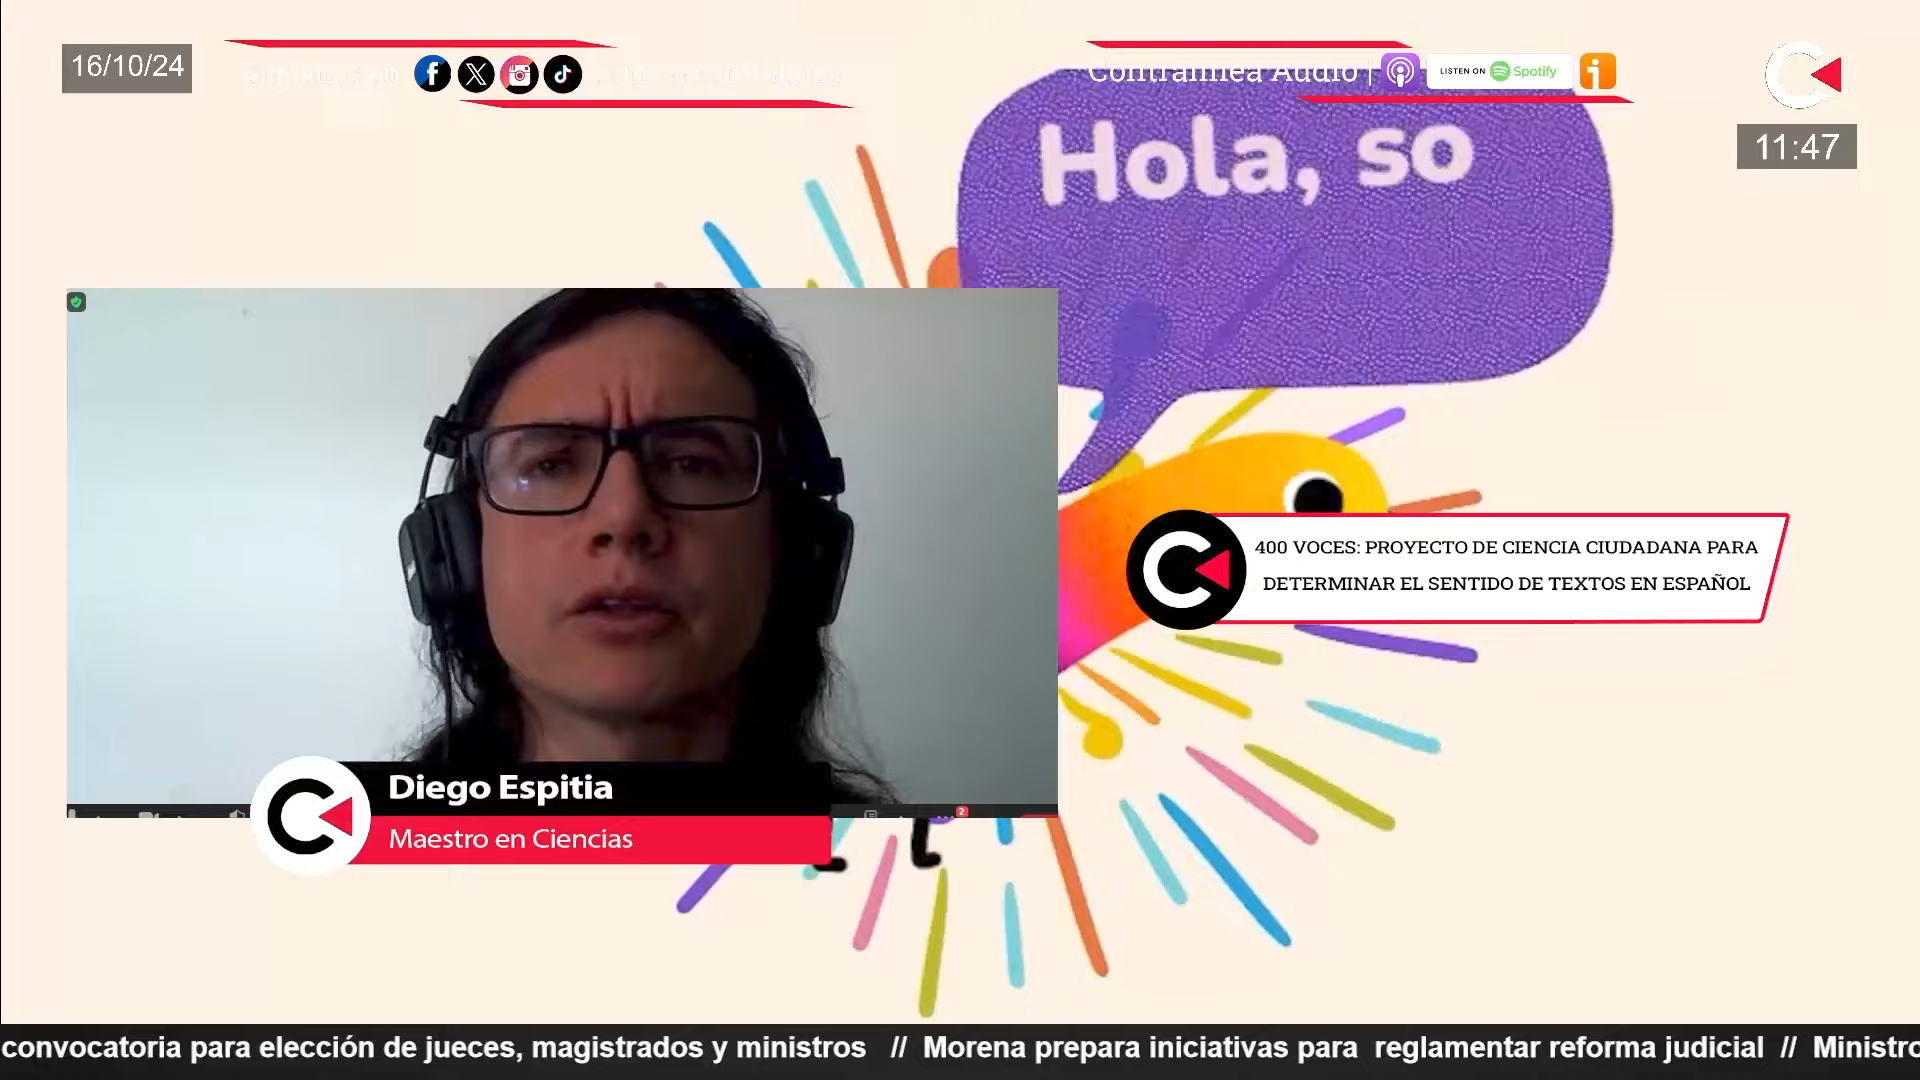 16/10/24
Contralínea Audio |
LISTEN ON Spotify
11:47
Hola, so
400 VOCES: PROYECTO DE CIENCIA CIUDADANA PARA
DETERMINAR EL SENTIDO DE TEXTOS EN ESPAÑOL
Diego Espitia
Maestro en Ciencias
2
convocatoria para elección de jueces, magistrados y ministros // Morena prepara iniciativas para reglamentar reforma judicial // Ministro